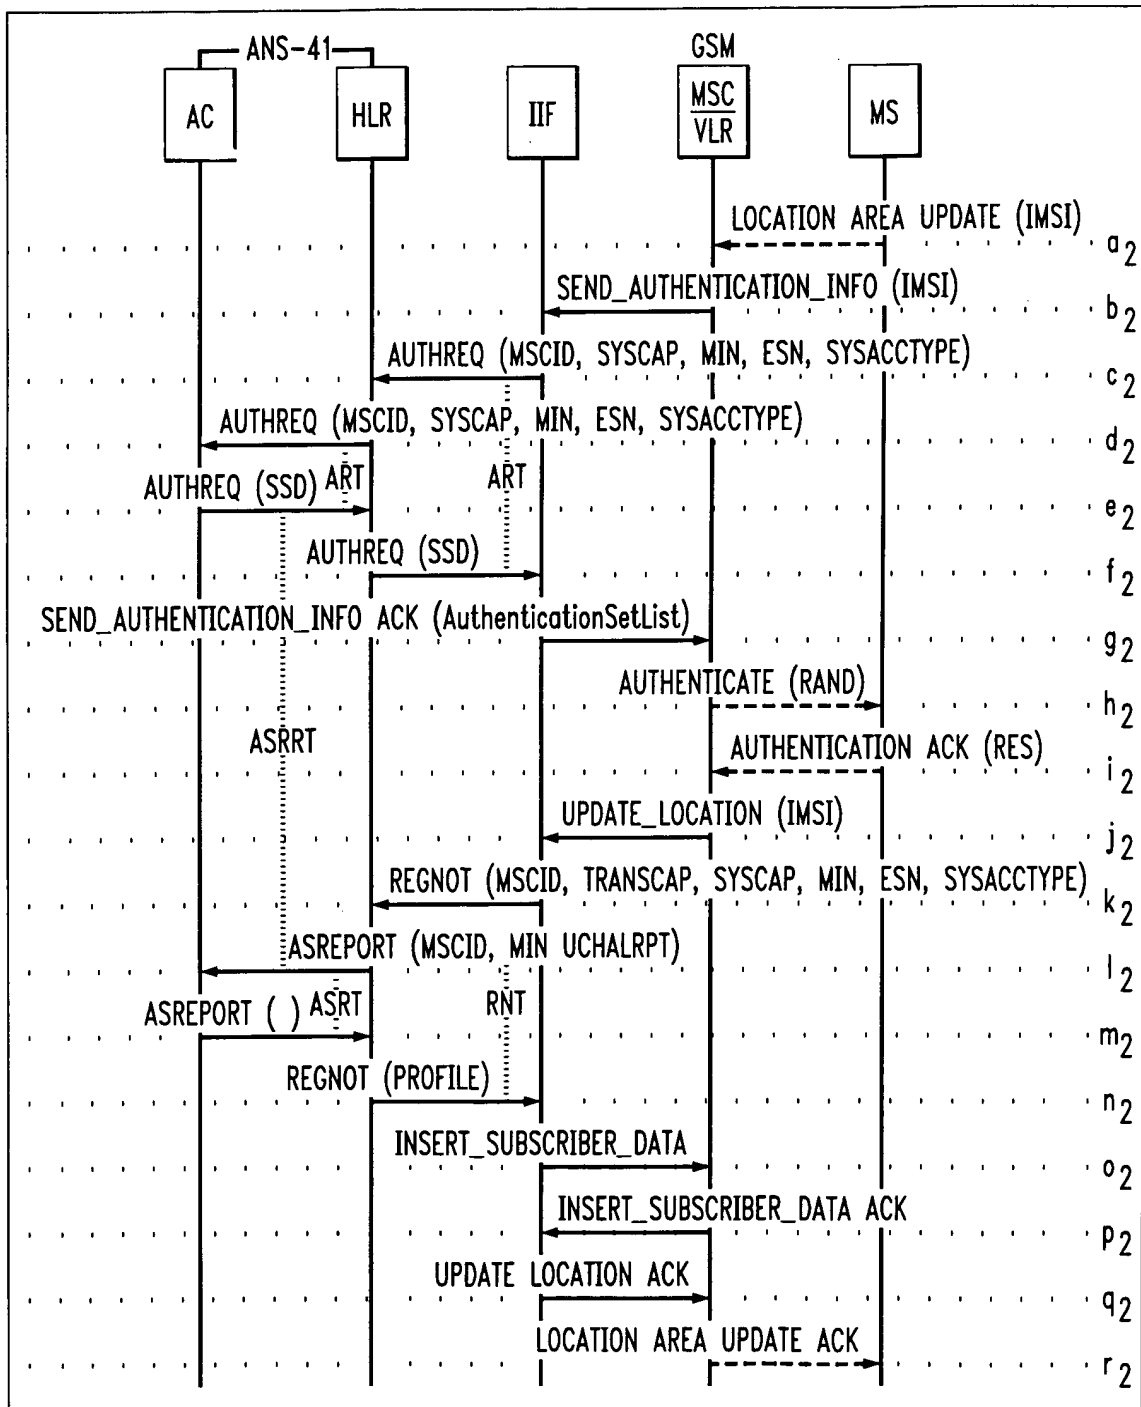 ANS-41
GSM
AC
HLR
IIF
MSC
VLR
MS
LOCATION AREA UPDATE (IMSI)
a2
SEND_AUTHENTICATION_INFO (IMSI)
b2
AUTHREQ (MSCID, SYSCAP, MIN, ESN, SYSACCTYPE)
c2
AUTHREQ (MSCID, SYSCAP, MIN, ESN, SYSACCTYPE)
d2
ART
ART
AUTHREQ (SSD)
e2
AUTHREQ (SSD)
f2
SEND_AUTHENTICATION_INFO ACK (AuthenticationSetList)
g2
AUTHENTICATE (RAND)
h2
ASRRT
AUTHENTICATION ACK (RES)
i2
UPDATE_LOCATION (IMSI)
j2
REGNOT (MSCID, TRANSCAP, SYSCAP, MIN, ESN, SYSACCTYPE)
k2
ASREPORT (MSCID, MIN UCHALRPT)
l2
ASREPORT ( )
ASRT
RNT
m2
REGNOT (PROFILE)
n2
INSERT_SUBSCRIBER_DATA
o2
INSERT_SUBSCRIBER_DATA ACK
p2
UPDATE LOCATION ACK
q2
LOCATION AREA UPDATE ACK
r2